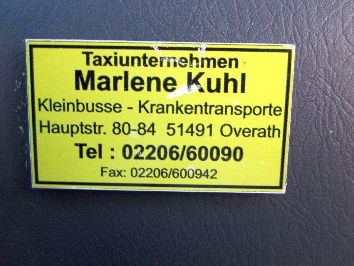 Taxiunternehmen
Marlene Kuhl
Kleinbusse - Krankentransporte
Hauptstr. 80-84 51491 Overath
Tel : 02206/60090
Fax: 02206/600942